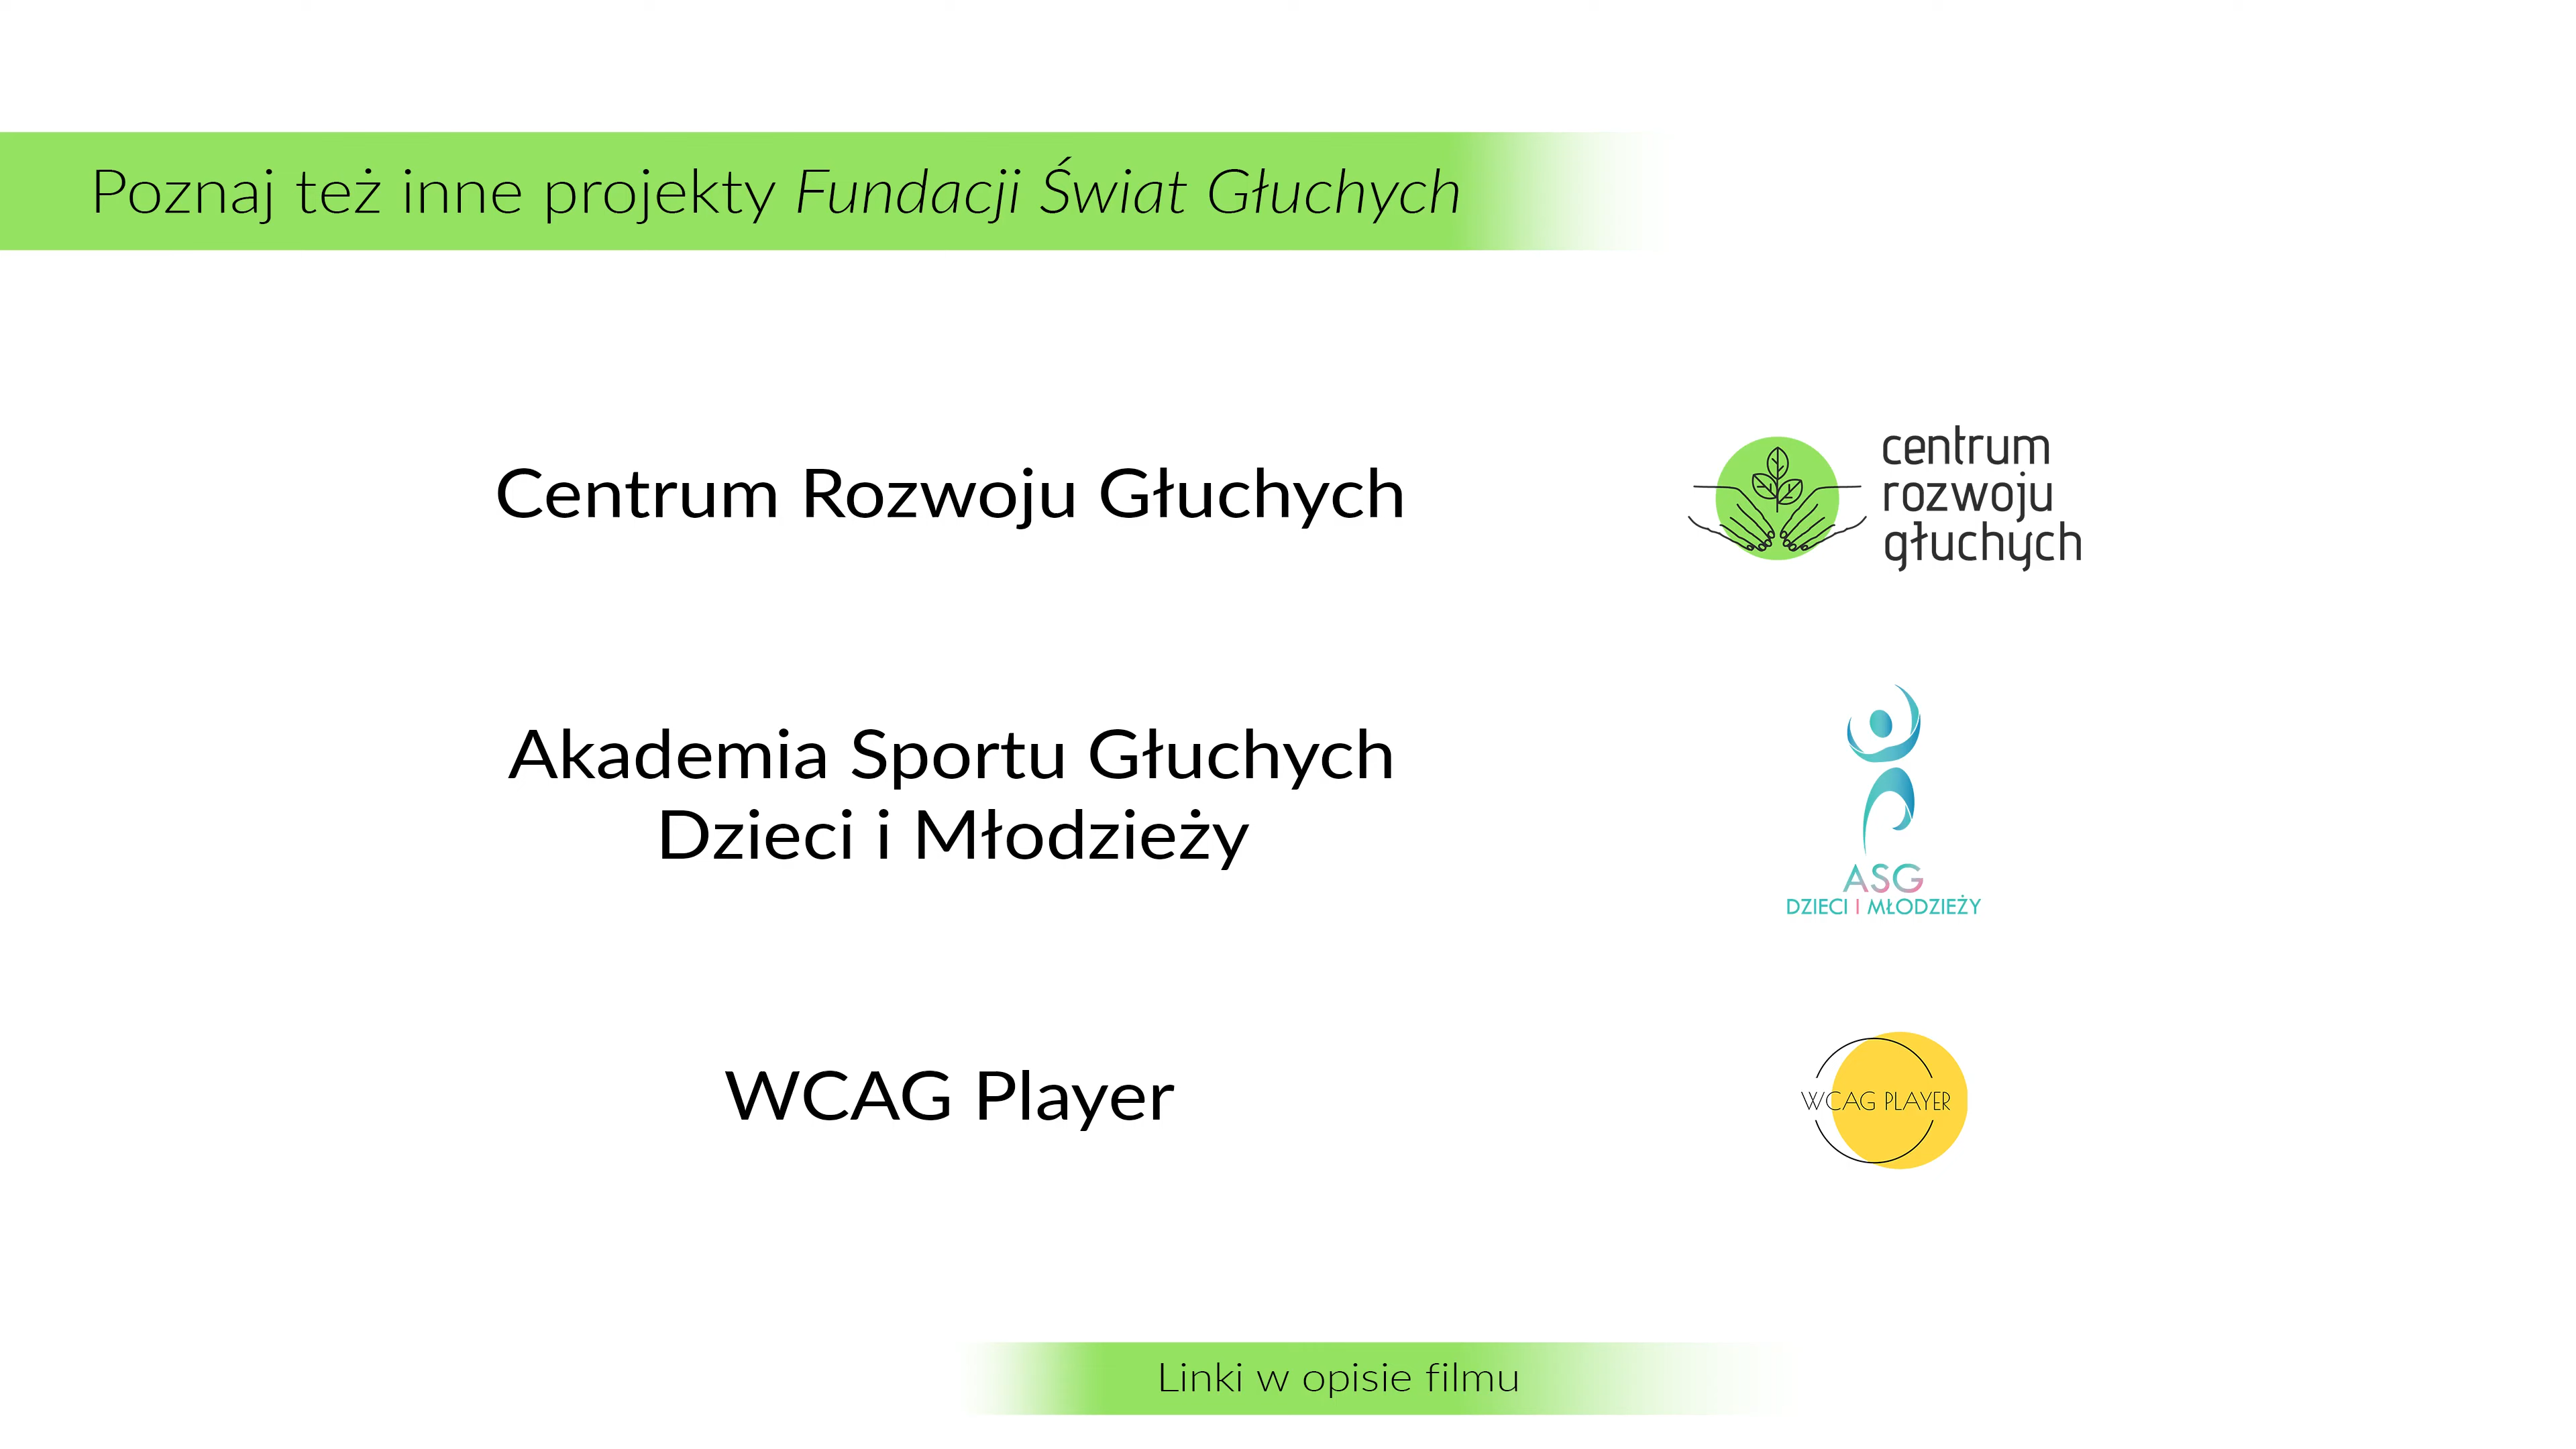 Poznaj też inne projekty Fundacji Świat Głuchych
Centrum Rozwoju Głuchych
centrum
rozwoju
głuchych
Akademia Sportu Głuchych
Dzieci i Młodzieży
ASG
DZIECI I MŁODZIEŻY
WCAG Player
WCAG PLAYER
Linki w opisie filmu